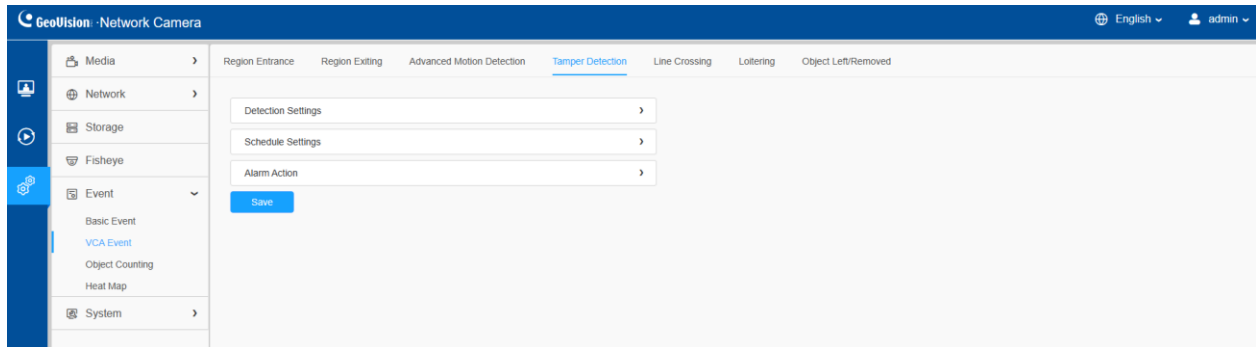 GeoVision Network Camera
English
admin
Media
Network
Storage
Fisheye
Event
Basic Event
VCA Event
Object Counting
Heat Map
System
Region Entrance Region Exiting Advanced Motion Detection Tamper Detection Line Crossing Loitering Object Left/Removed
Detection Settings
Schedule Settings
Alarm Action
Save